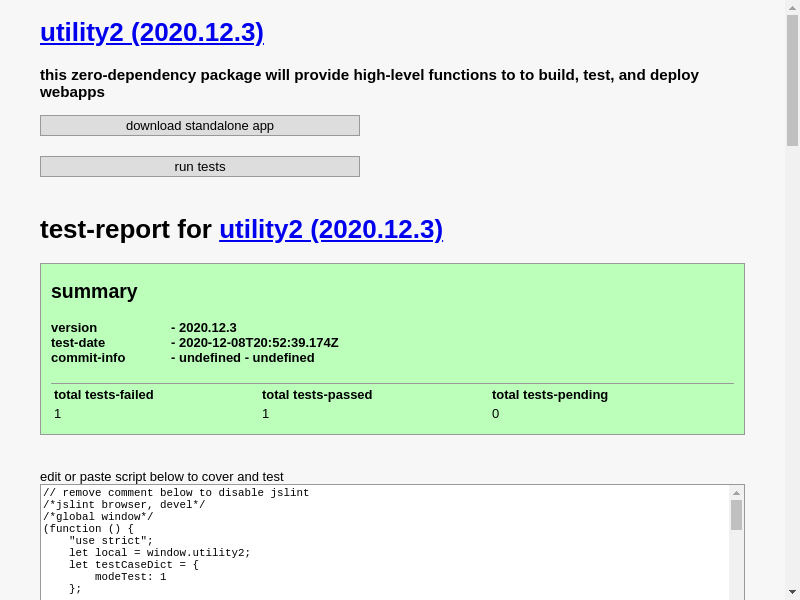 utility2 (2020.12.3)
this zero-dependency package will provide high-level functions to to build, test, and deploy
webapps
download standalone app
run tests
test-report for utility2 (2020.12.3)
summary
version - 2020.12.3
test-date - 2020-12-08T20:52:39.174Z
commit-info - undefined - undefined
total tests-failed total tests-passed total tests-pending
1 1 0
edit or paste script below to cover and test
// remove comment below to disable jslint
/*jslint browser, devel*/
/*global window*/
(function () {
    "use strict";
    let local = window.utility2;
    let testCaseDict = {
        modeTest: 1
    };